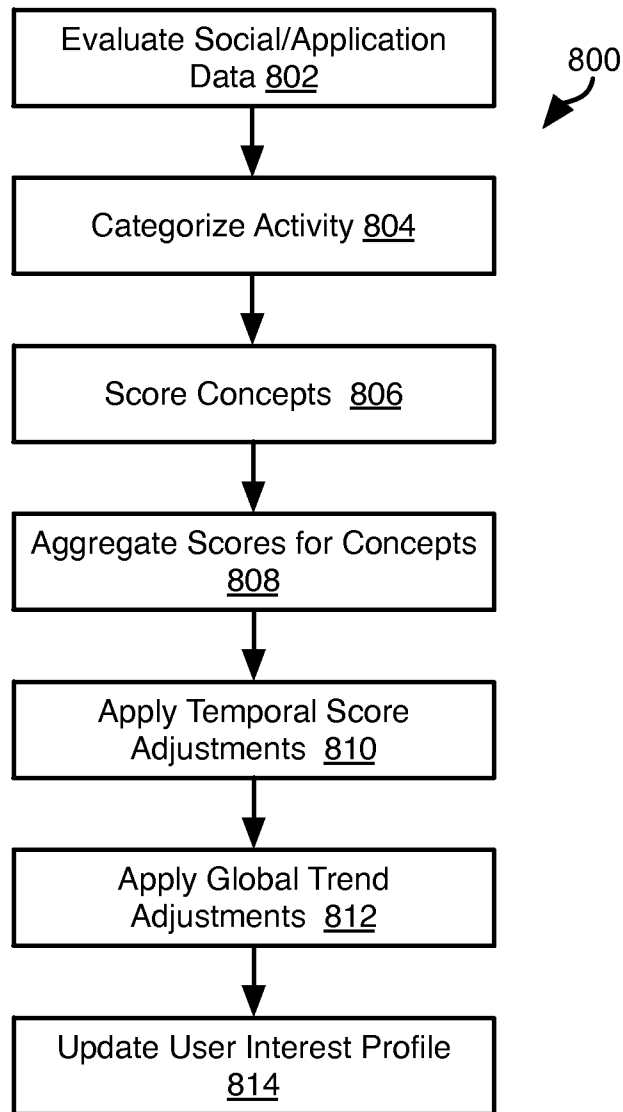 Evaluate Social/Application
Data 802
800
Categorize Activity 804
Score Concepts 806
Aggregate Scores for Concepts
808
Apply Temporal Score
Adjustments 810
Apply Global Trend
Adjustments 812
Update User Interest Profile
814